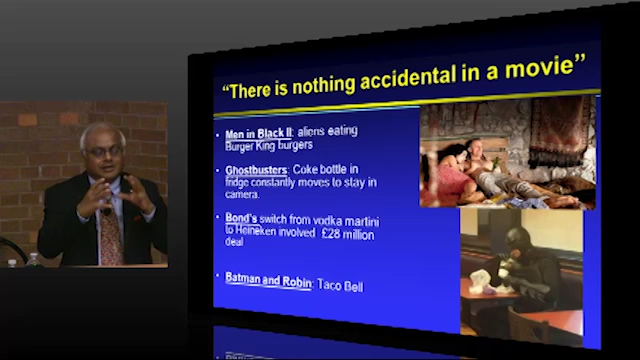 “There is nothing accidental in a movie”
• Men in Black II: aliens eating
Burger King burgers
• Ghostbusters: Coke bottle in
fridge constantly moves to stay in
camera.
• Bond's switch from vodka martini
to Heineken involved £28 million
deal
• Batman and Robin: Taco Bell